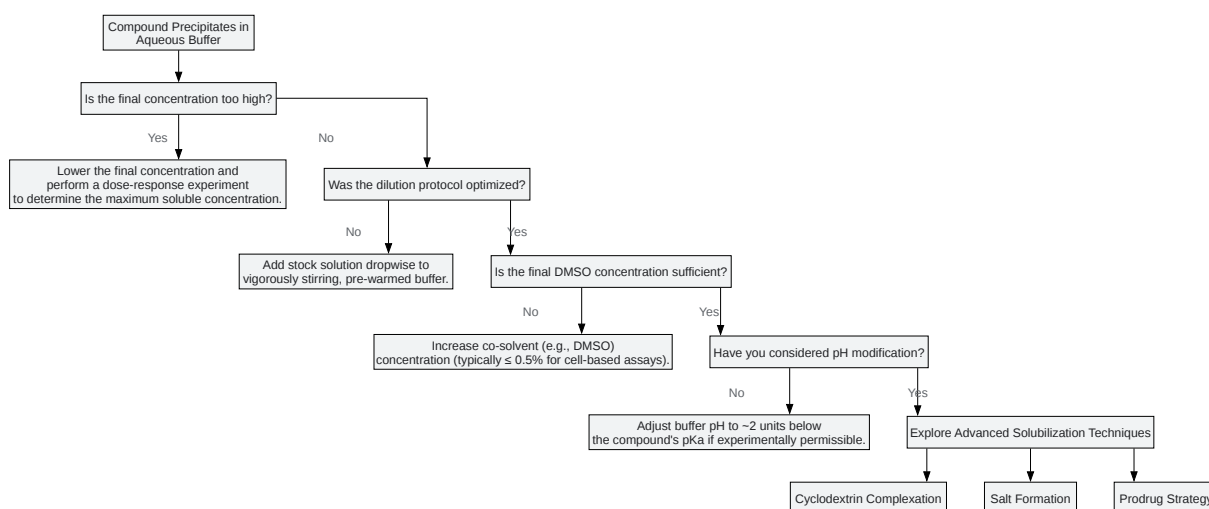 Compound Precipitates in
Aqueous Buffer
Is the final concentration too high?
Yes
No
Lower the final concentration and
perform a dose-response experiment
to determine the maximum soluble concentration.
Was the dilution protocol optimized?
No
Yes
Add stock solution dropwise to
vigorously stirring, pre-warmed buffer.
Is the final DMSO concentration sufficient?
No
Yes
Increase co-solvent (e.g., DMSO)
concentration (typically ≤ 0.5% for cell-based assays).
Have you considered pH modification?
No
Yes
Adjust buffer pH to ~2 units below
the compound's pKa if experimentally permissible.
Explore Advanced Solubilization Techniques
Cyclodextrin Complexation
Salt Formation
Prodrug Strategy